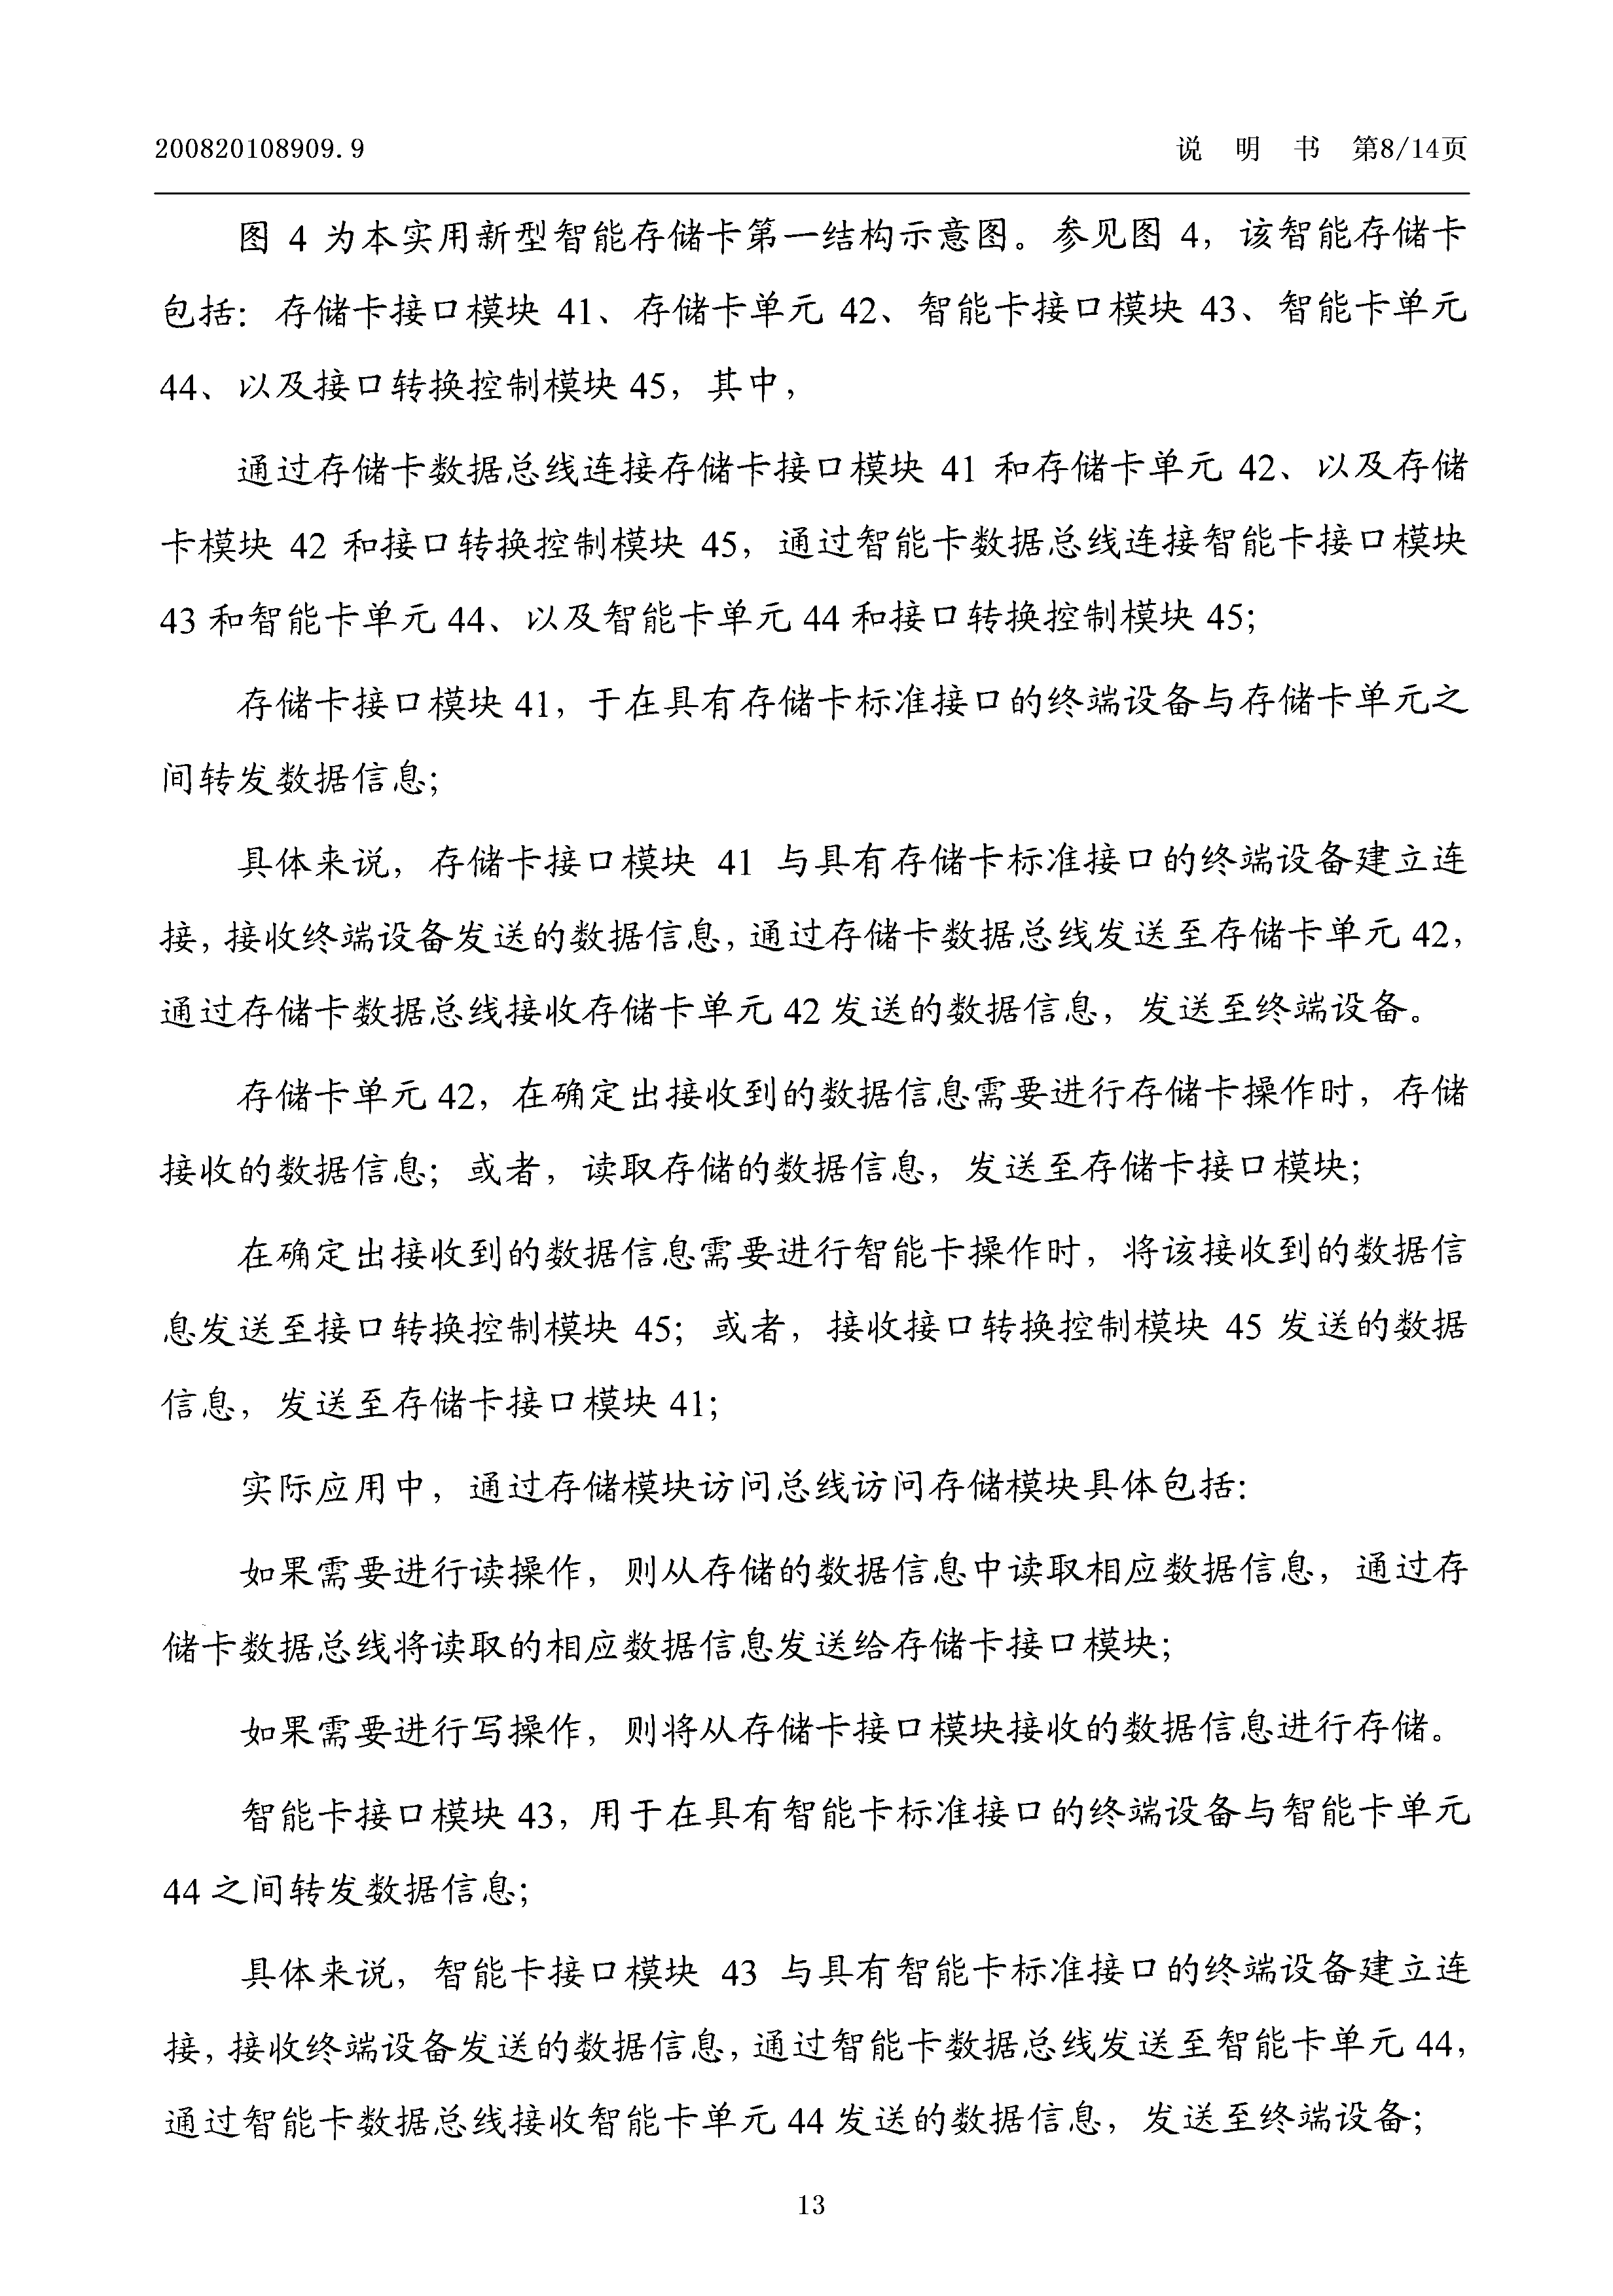 200820108909.9
说 明 书 第8/14页
图 4 为本实用新型智能存储卡第一结构示意图。参见图 4，该智能存储卡
包括：存储卡接口模块 41、存储卡单元 42、智能卡接口模块 43、智能卡单元
44、以及接口转换控制模块 45，其中，
通过存储卡数据总线连接存储卡接口模块 41 和存储卡单元 42、以及存储
卡模块 42 和接口转换控制模块 45，通过智能卡数据总线连接智能卡接口模块
43 和智能卡单元 44、以及智能卡单元 44 和接口转换控制模块 45；
存储卡接口模块 41，于在具有存储卡标准接口的终端设备与存储卡单元之
间转发数据信息；
具体来说，存储卡接口模块 41 与具有存储卡标准接口的终端设备建立连
接，接收终端设备发送的数据信息，通过存储卡数据总线发送至存储卡单元 42，
通过存储卡数据总线接收存储卡单元 42 发送的数据信息，发送至终端设备。
存储卡单元 42，在确定出接收到的数据信息需要进行存储卡操作时，存储
接收的数据信息；或者，读取存储的数据信息，发送至存储卡接口模块；
在确定出接收到的数据信息需要进行智能卡操作时，将该接收到的数据信
息发送至接口转换控制模块 45；或者，接收接口转换控制模块 45 发送的数据
信息，发送至存储卡接口模块 41；
实际应用中，通过存储模块访问总线访问存储模块具体包括：
如果需要进行读操作，则从存储的数据信息中读取相应数据信息，通过存
储卡数据总线将读取的相应数据信息发送给存储卡接口模块；
如果需要进行写操作，则将从存储卡接口模块接收的数据信息进行存储。
智能卡接口模块 43，用于在具有智能卡标准接口的终端设备与智能卡单元
44 之间转发数据信息；
具体来说，智能卡接口模块 43 与具有智能卡标准接口的终端设备建立连
接，接收终端设备发送的数据信息，通过智能卡数据总线发送至智能卡单元 44，
通过智能卡数据总线接收智能卡单元 44 发送的数据信息，发送至终端设备；
13